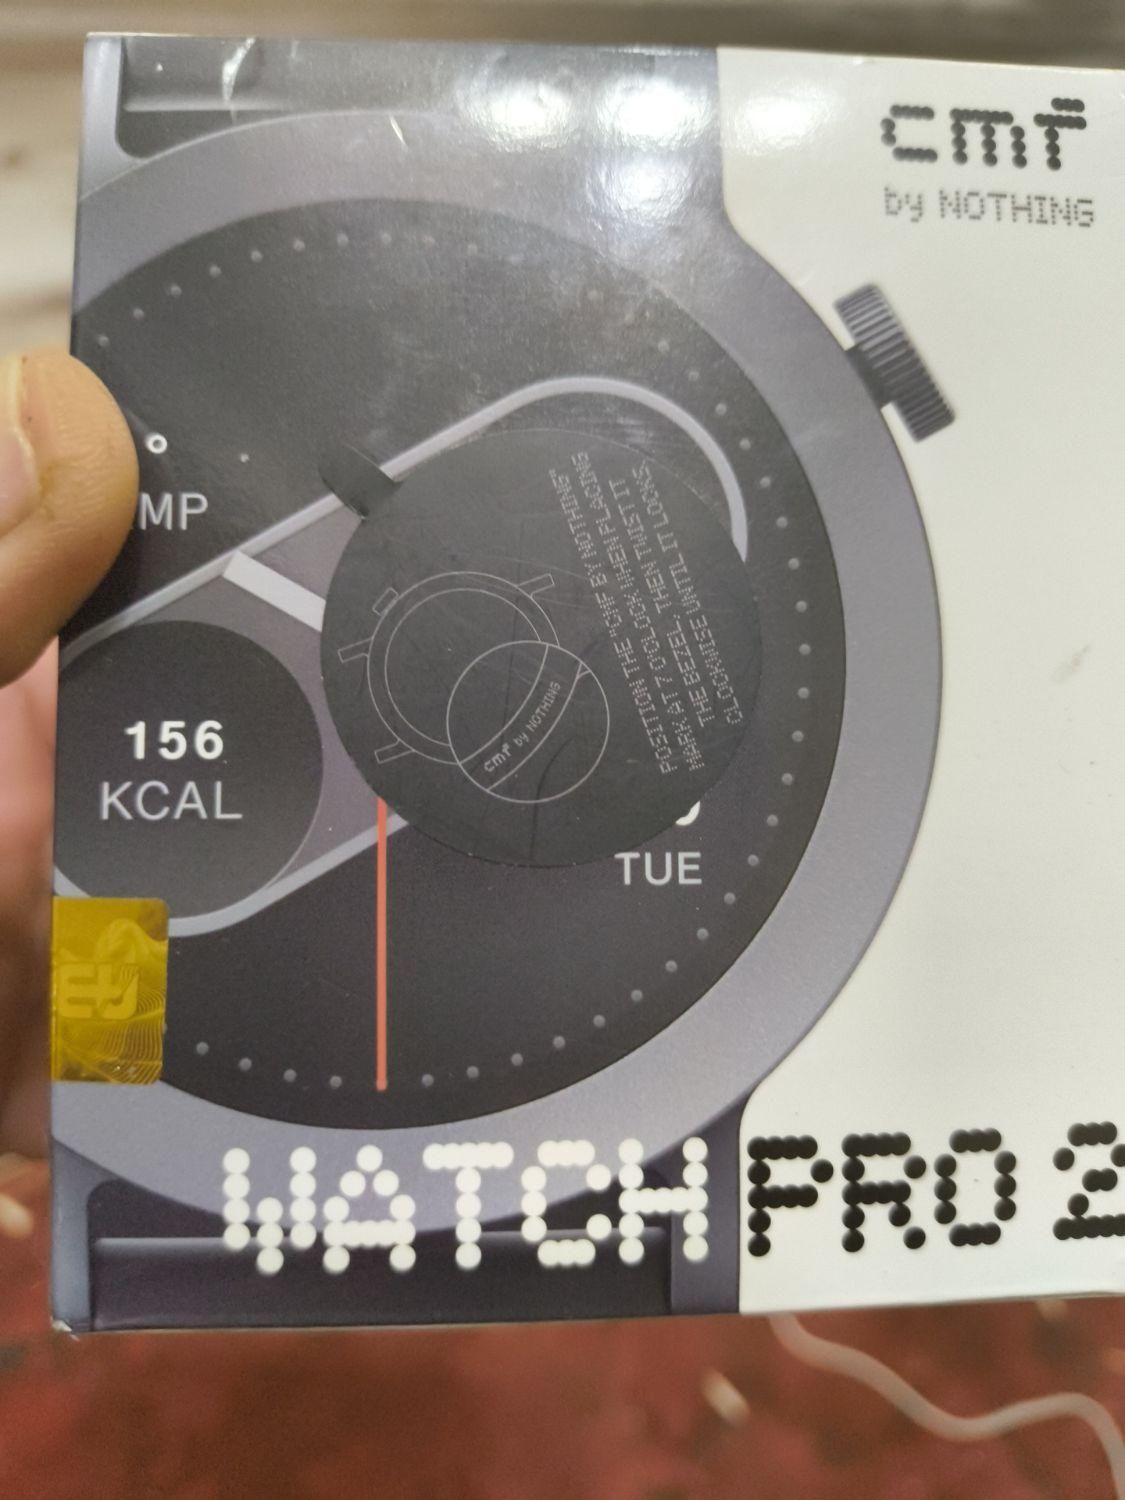 cmf
by NOTHING
MP
156
KCAL
POSITION THE "CMF BY NOTHING"
MARK AT 7 O'CLOCK WHEN PLACING
THE BEZEL, THEN TWIST IT
CLOCKWISE UNTIL IT LOCKS.
cmf by NOTHING
TUE
WATCH PRO 2